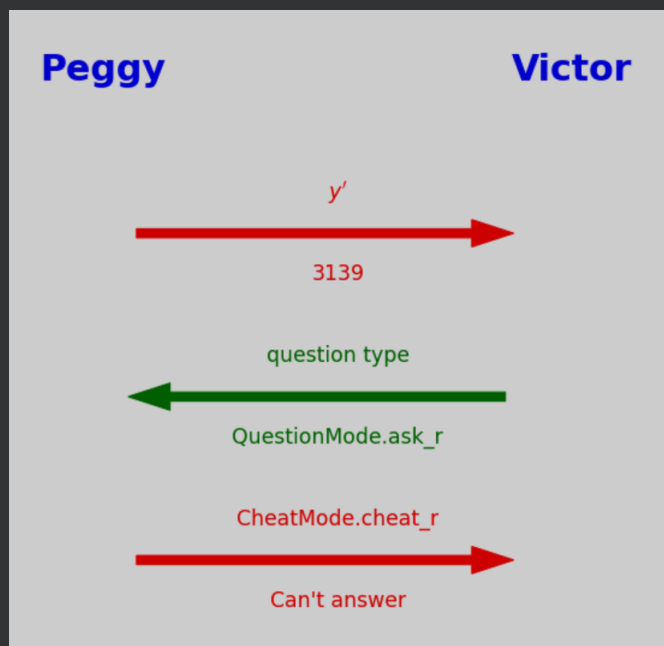 Peggy Victor
y′
3139
question type
QuestionMode.ask_r
CheatMode.cheat_r
Can't answer